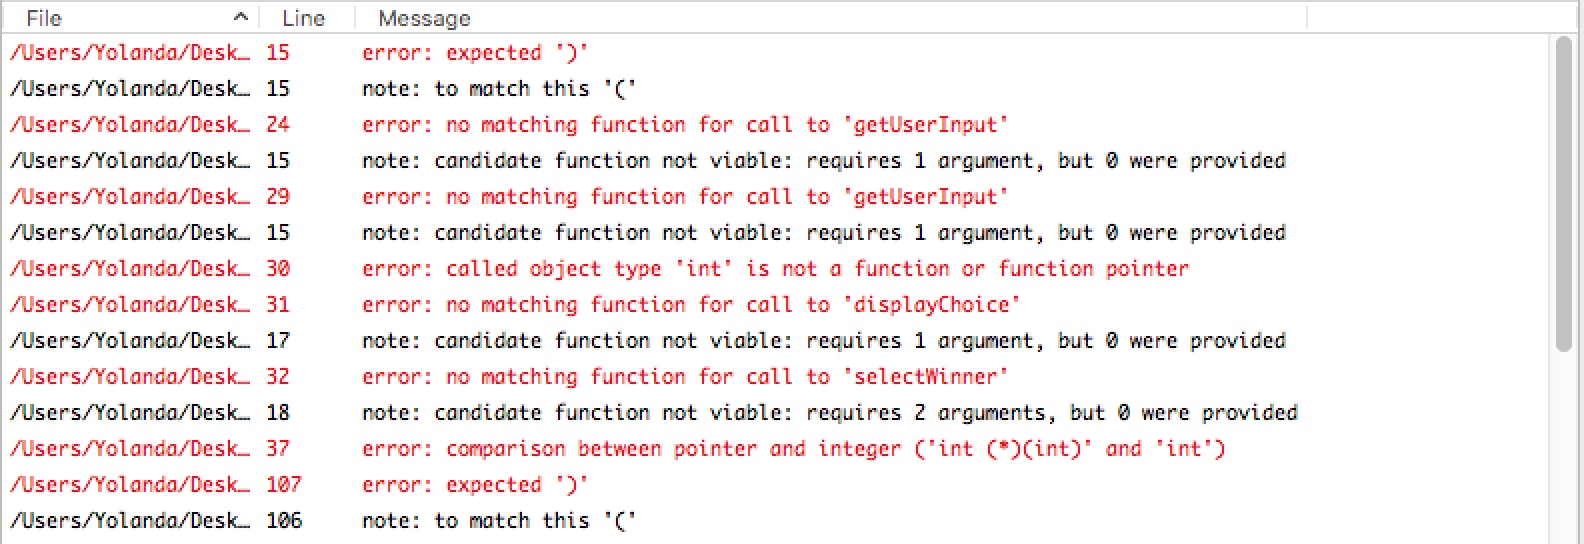 File Line Message
/Users/Yolanda/Desk… 15 error: expected ')'
/Users/Yolanda/Desk… 15 note: to match this '('
/Users/Yolanda/Desk… 24 error: no matching function for call to 'getUserInput'
/Users/Yolanda/Desk… 15 note: candidate function not viable: requires 1 argument, but 0 were provided
/Users/Yolanda/Desk… 29 error: no matching function for call to 'getUserInput'
/Users/Yolanda/Desk… 15 note: candidate function not viable: requires 1 argument, but 0 were provided
/Users/Yolanda/Desk… 30 error: called object type 'int' is not a function or function pointer
/Users/Yolanda/Desk… 31 error: no matching function for call to 'displayChoice'
/Users/Yolanda/Desk… 17 note: candidate function not viable: requires 1 argument, but 0 were provided
/Users/Yolanda/Desk… 32 error: no matching function for call to 'selectWinner'
/Users/Yolanda/Desk… 18 note: candidate function not viable: requires 2 arguments, but 0 were provided
/Users/Yolanda/Desk… 37 error: comparison between pointer and integer ('int (*)(int)' and 'int')
/Users/Yolanda/Desk… 107 error: expected ')'
/Users/Yolanda/Desk… 106 note: to match this '('